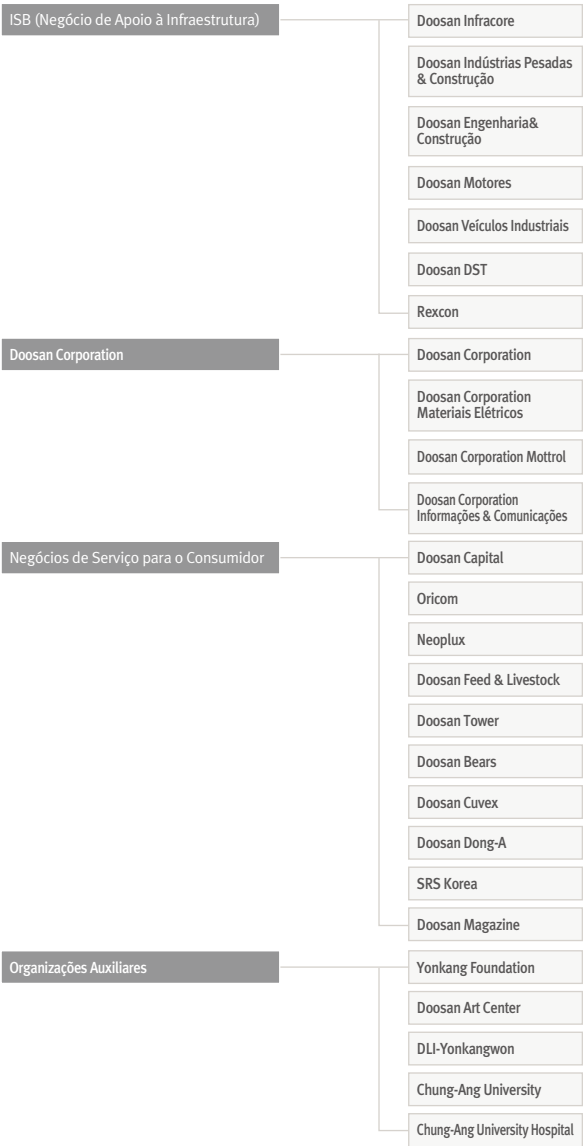 ISB (Negócio de Apoio à Infraestrutura)
Doosan Infracore
Doosan Indústrias Pesadas
& Construção
Doosan Engenharia&
Construção
Doosan Motores
Doosan Veículos Industriais
Doosan DST
Rexcon
Doosan Corporation
Doosan Corporation
Doosan Corporation
Materiais Elétricos
Doosan Corporation Mottrol
Doosan Corporation
Informações & Comunicações
Negócios de Serviço para o Consumidor
Doosan Capital
Oricom
Neoplux
Doosan Feed & Livestock
Doosan Tower
Doosan Bears
Doosan Cuvex
Doosan Dong-A
SRS Korea
Doosan Magazine
Organizações Auxiliares
Yonkang Foundation
Doosan Art Center
DLI-Yonkangwon
Chung-Ang University
Chung-Ang University Hospital